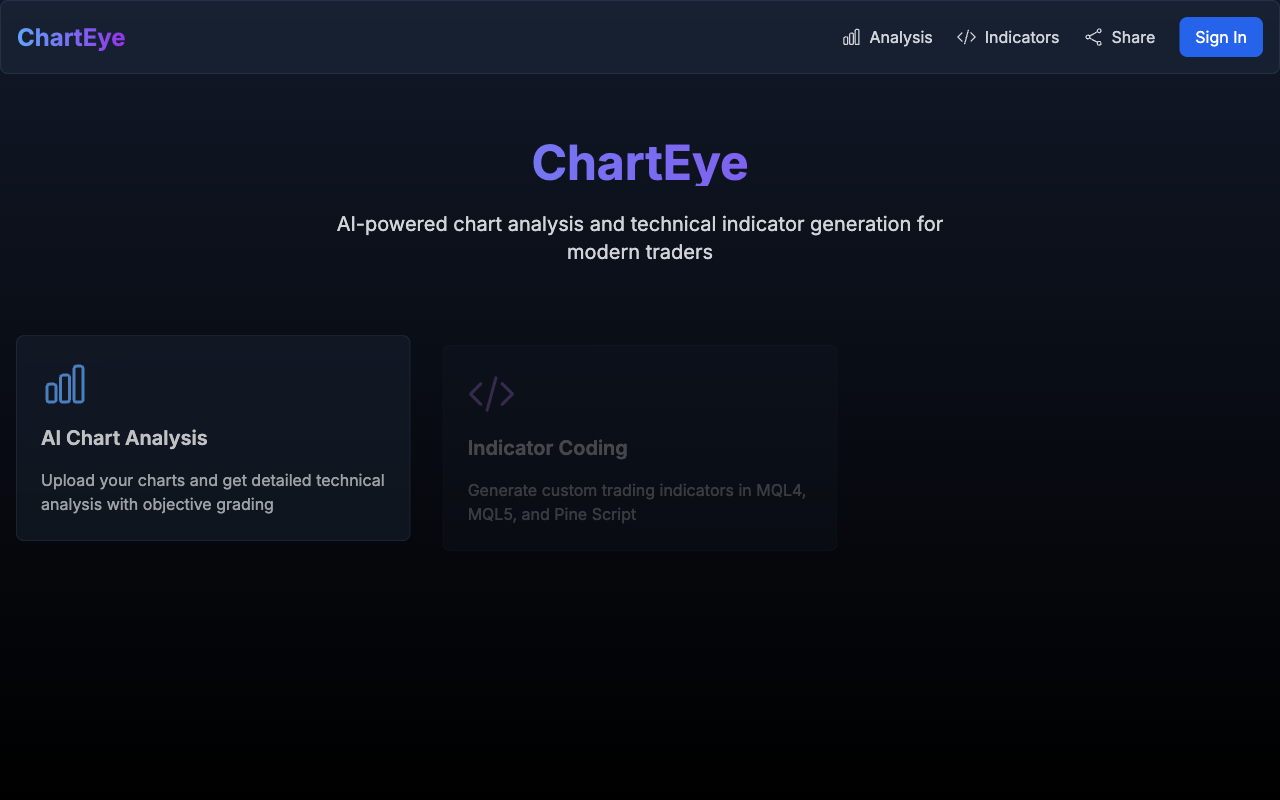 ChartEye
Analysis
Indicators
Share
Sign In
ChartEye
AI-powered chart analysis and technical indicator generation for
modern traders
AI Chart Analysis
Upload your charts and get detailed technical
analysis with objective grading
Indicator Coding
Generate custom trading indicators in MQL4,
MQL5, and Pine Script